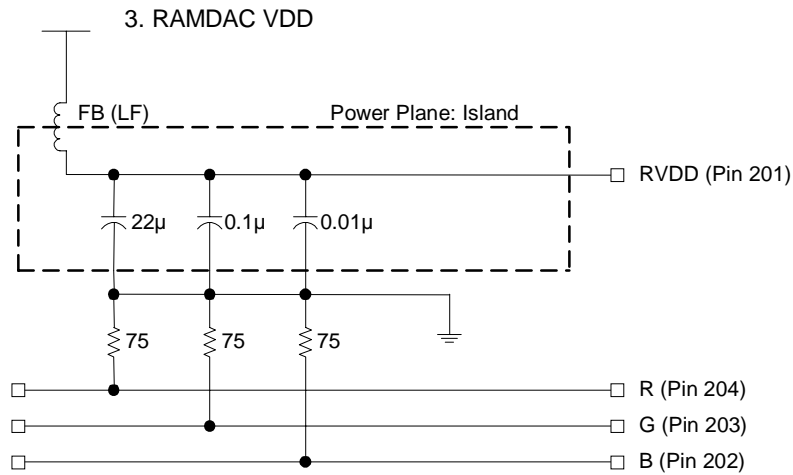 3. RAMDAC VDD
FB (LF)
Power Plane: Island
RVDD (Pin 201)
22µ
0.1µ
0.01µ
75
75
75
R (Pin 204)
G (Pin 203)
B (Pin 202)